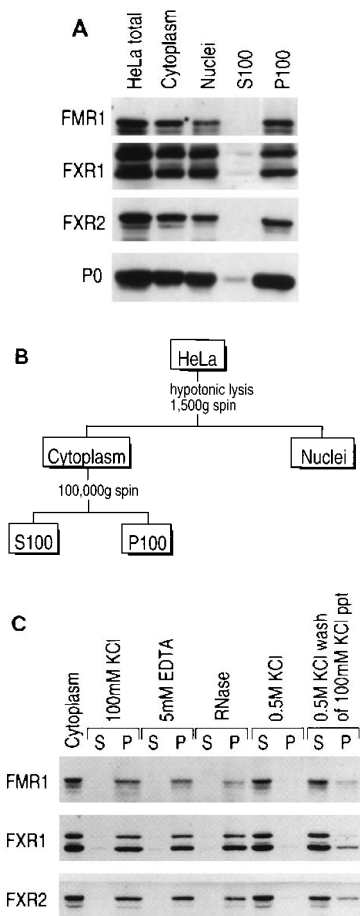 A
HeLa total
Cytoplasm
Nuclei
S100
P100
FMR1
FXR1
FXR2
P0
B
HeLa
hypotonic lysis
1,500g spin
Cytoplasm
Nuclei
100,000g spin
S100
P100
C
Cytoplasm
100mM KCl
5mM EDTA
RNase
0.5M KCl
0.5M KCl wash
of 100mM KCl ppt
S P S P S P S P S P
FMR1
FXR1
FXR2